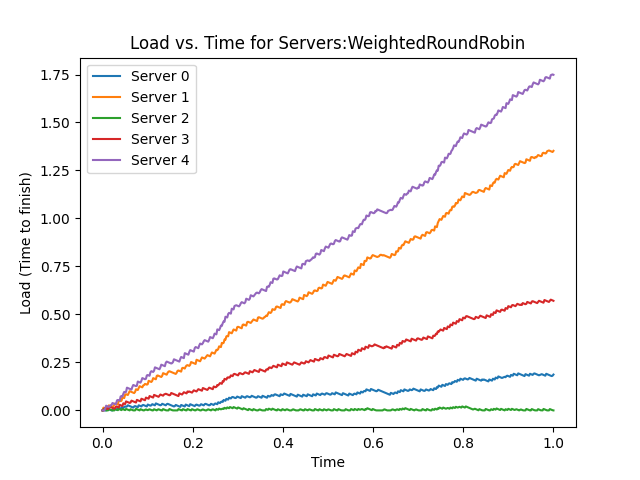 Load vs. Time for Servers:WeightedRoundRobin
Server 0
Server 1
Server 2
Server 3
Server 4
Load (Time to finish)
1.75
1.50
1.25
1.00
0.75
0.50
0.25
0.00
0.0 0.2 0.4 0.6 0.8 1.0
Time